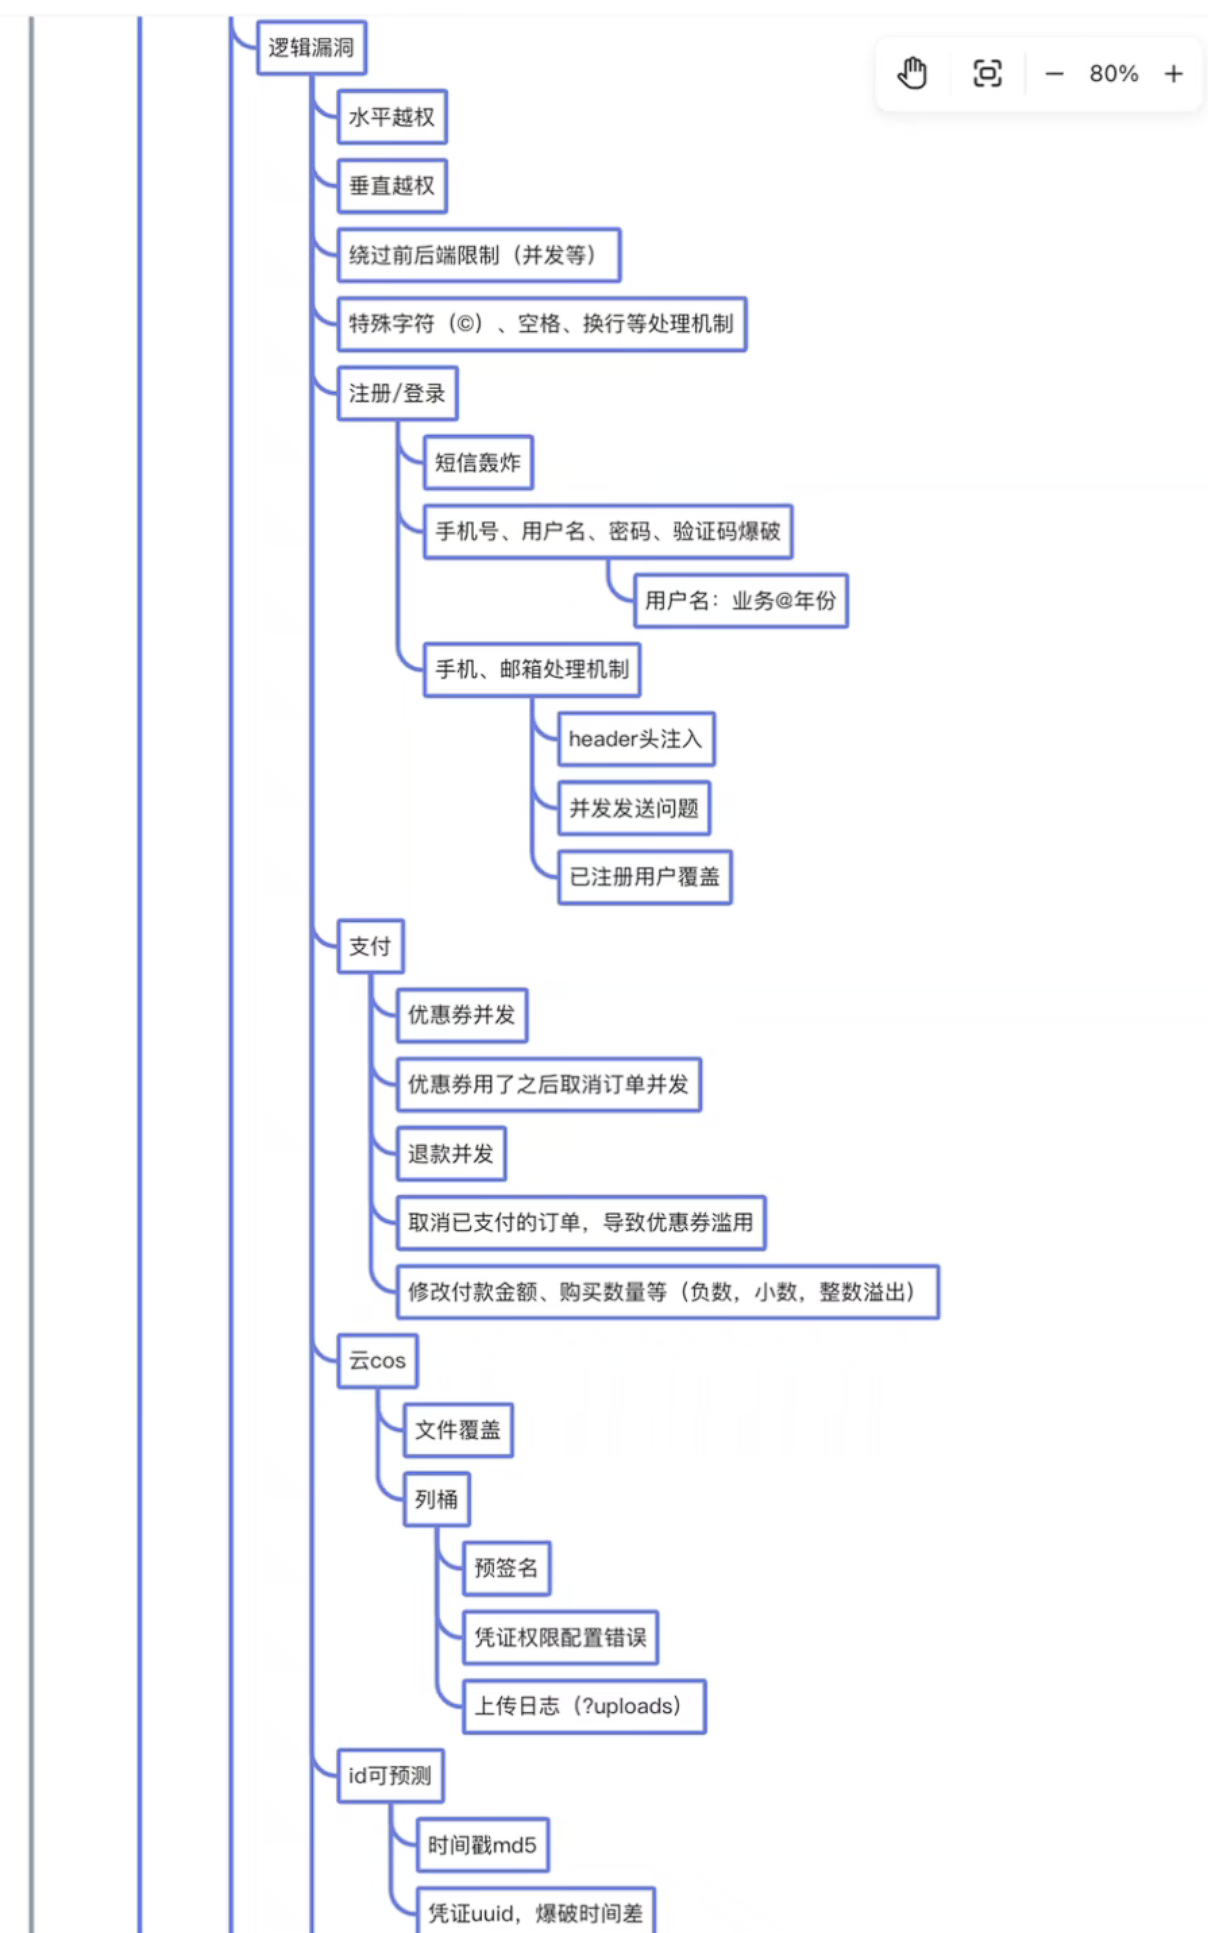 逻辑漏洞
80%
水平越权
垂直越权
绕过前后端限制（并发等）
特殊字符（©）、空格、换行等处理机制
注册/登录
短信轰炸
手机号、用户名、密码、验证码爆破
用户名：业务@年份
手机、邮箱处理机制
header头注入
并发发送问题
已注册用户覆盖
支付
优惠券并发
优惠券用了之后取消订单并发
退款并发
取消已支付的订单，导致优惠券滥用
修改付款金额、购买数量等（负数，小数，整数溢出）
云cos
文件覆盖
列桶
预签名
凭证权限配置错误
上传日志（?uploads）
id可预测
时间戳md5
凭证uuid，爆破时间差